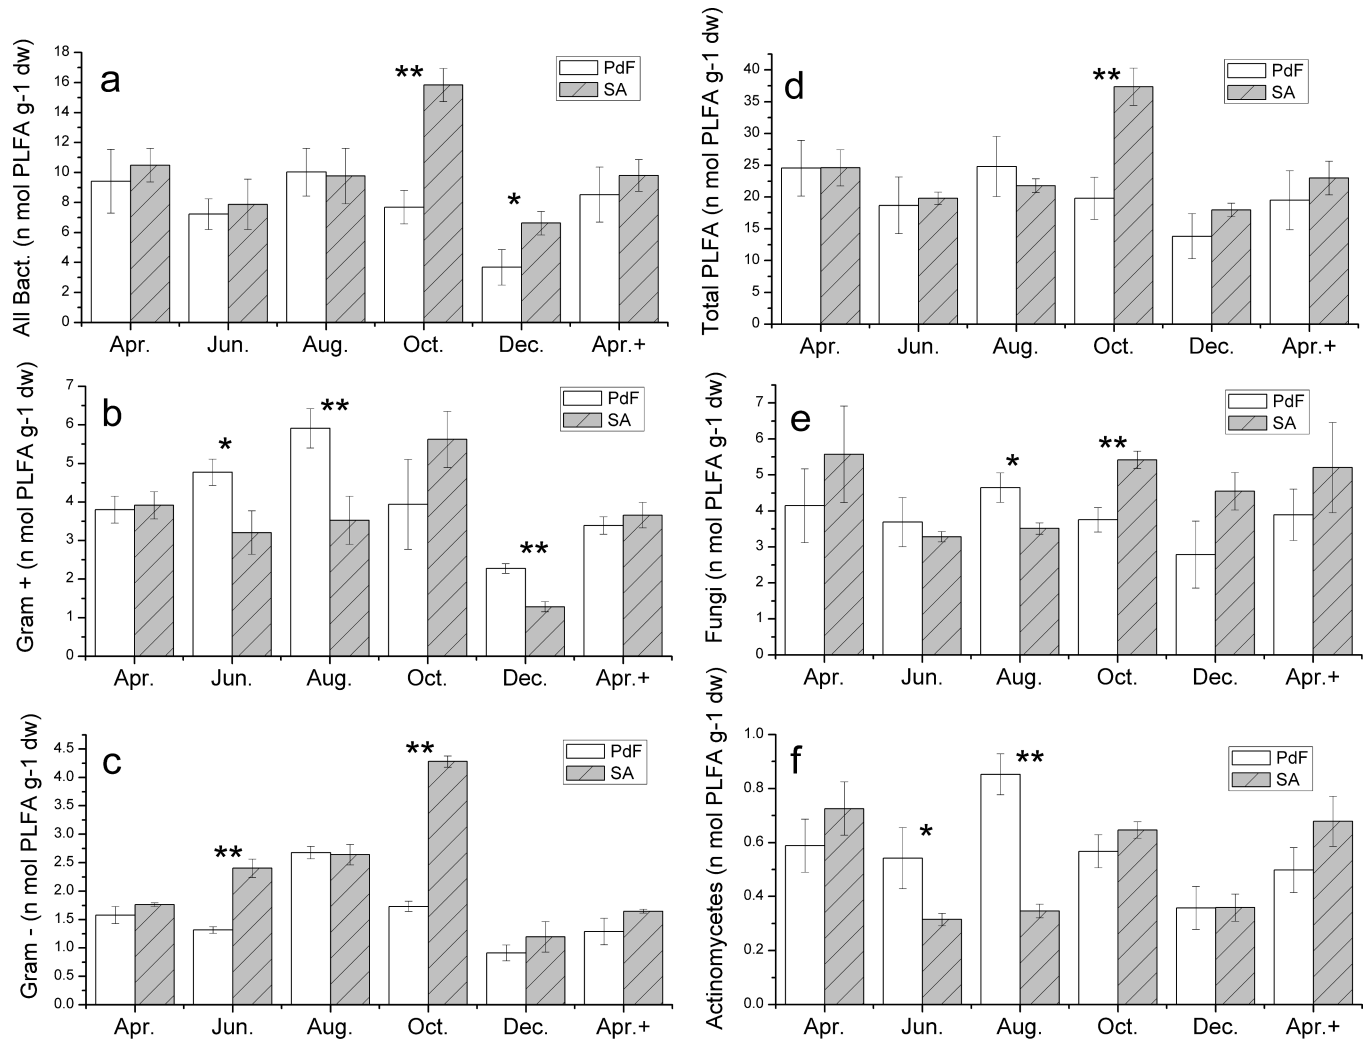 All Bact. (n mol PLFA g-1 dw)
18
16
14
12
10
8
6
4
2
0
a
**
*
PdF
SA
Apr. Jun. Aug. Oct. Dec. Apr.+
Total PLFA (n mol PLFA g-1 dw)
40
35
30
25
20
15
10
5
0
d
**
PdF
SA
Apr. Jun. Aug. Oct. Dec. Apr.+
Gram + (n mol PLFA g-1 dw)
7
6
5
4
3
2
1
0
b
*
**
**
PdF
SA
Apr. Jun. Aug. Oct. Dec. Apr.+
Fungi (n mol PLFA g-1 dw)
7
6
5
4
3
2
1
0
e
*
**
PdF
SA
Apr. Jun. Aug. Oct. Dec. Apr.+
Gram - (n mol PLFA g-1 dw)
4.5
4.0
3.5
3.0
2.5
2.0
1.5
1.0
0.5
0.0
c
**
**
PdF
SA
Apr. Jun. Aug. Oct. Dec. Apr.+
Actinomycetes (n mol PLFA g-1 dw)
1.0
0.8
0.6
0.4
0.2
0.0
f
*
**
PdF
SA
Apr. Jun. Aug. Oct. Dec. Apr.+